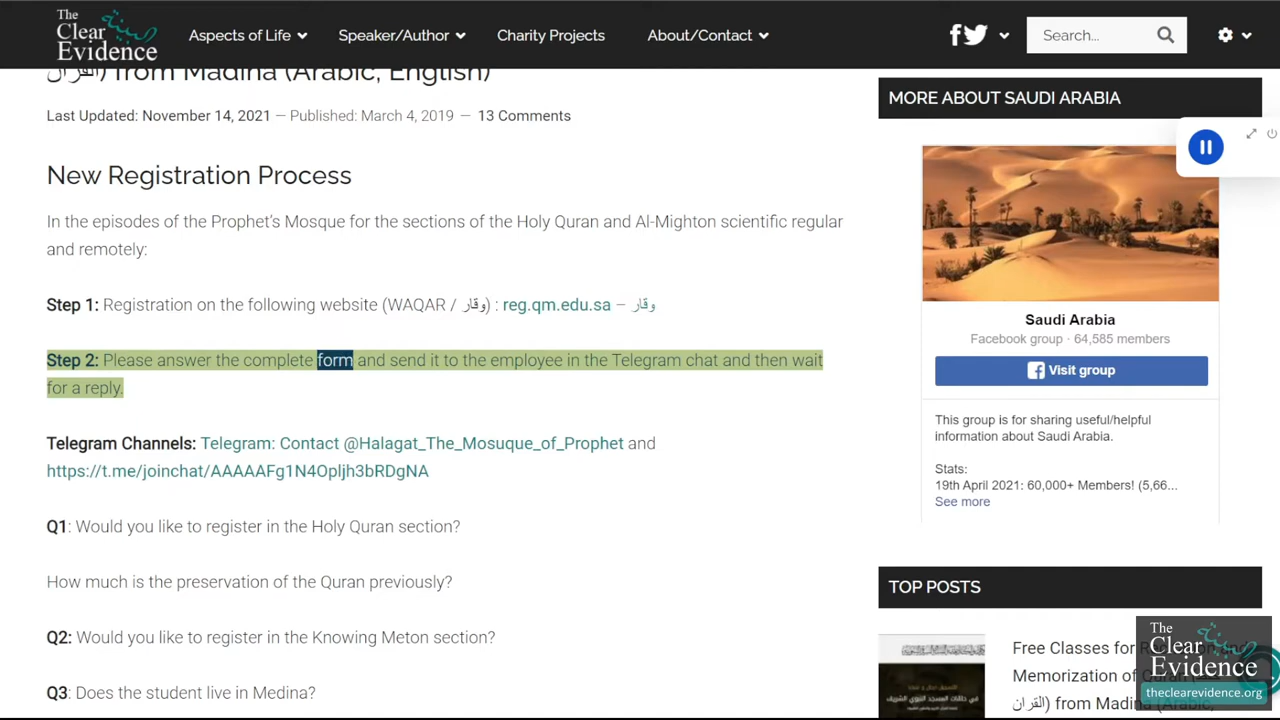 The
Clear
Evidence
Aspects of Life
Speaker/Author
Charity Projects
About/Contact
Search...
from Madina (Arabic, English)
Last Updated: November 14, 2021 — Published: March 4, 2019 — 13 Comments
New Registration Process
In the episodes of the Prophet's Mosque for the sections of the Holy Quran and Al-Mighton scientific regular
and remotely:
Step 1: Registration on the following website (WAQAR / وقار) : reg.qm.edu.sa – وقار
Step 2: Please answer the complete form and send it to the employee in the Telegram chat and then wait
for a reply.
Telegram Channels: Telegram: Contact @Halagat_The_Mosuque_of_Prophet and
https://t.me/joinchat/AAAAAFg1N4Opljh3bRDgNA
Q1: Would you like to register in the Holy Quran section?
How much is the preservation of the Quran previously?
Q2: Would you like to register in the Knowing Meton section?
Q3: Does the student live in Medina?
MORE ABOUT SAUDI ARABIA
Saudi Arabia
Facebook group · 64,585 members
Visit group
This group is for sharing useful/helpful
information about Saudi Arabia.
Stats:
19th April 2021: 60,000+ Members! (5,66...
See more
TOP POSTS
Free Classes for
Memorization of
from
The
Clear
Evidence
theclearevidence.org